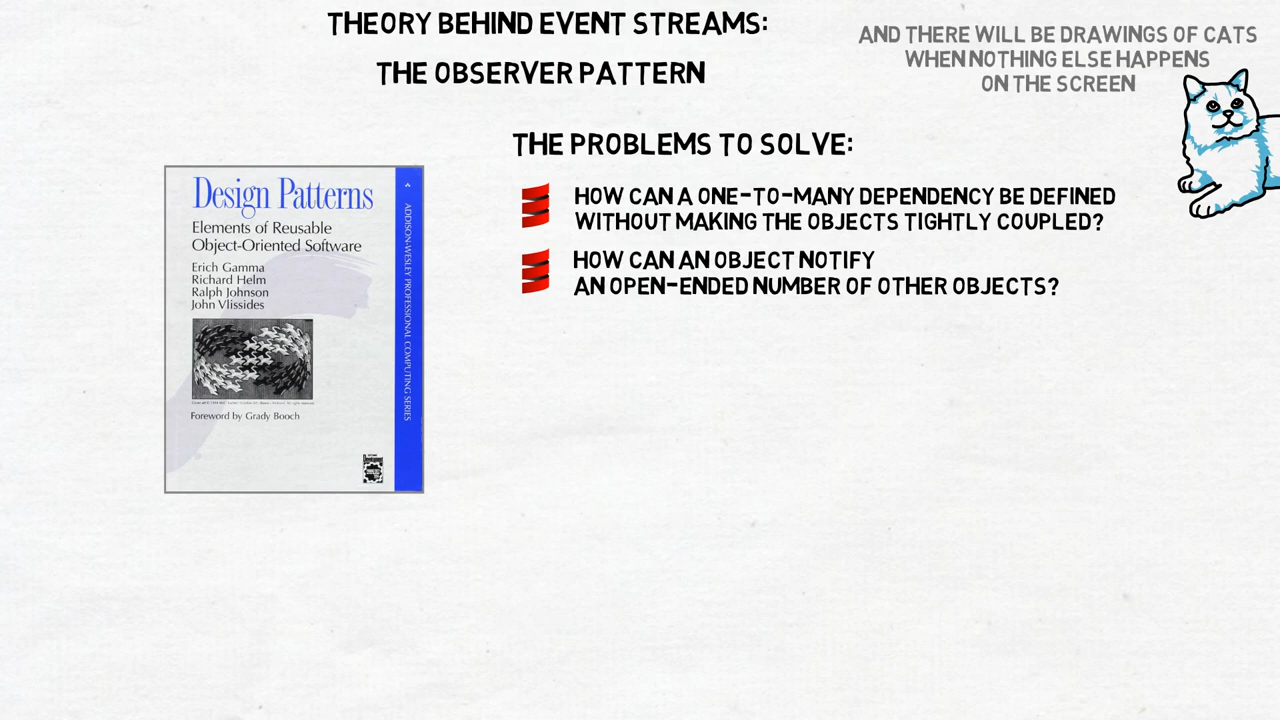 THEORY BEHIND EVENT STREAMS:
THE OBSERVER PATTERN
AND THERE WILL BE DRAWINGS OF CATS
WHEN NOTHING ELSE HAPPENS
ON THE SCREEN
THE PROBLEMS TO SOLVE:
HOW CAN A ONE-TO-MANY DEPENDENCY BE DEFINED
WITHOUT MAKING THE OBJECTS TIGHTLY COUPLED?
HOW CAN AN OBJECT NOTIFY
AN OPEN-ENDED NUMBER OF OTHER OBJECTS?
Design Patterns
Elements of Reusable
Object-Oriented Software
Erich Gamma
Richard Helm
Ralph Johnson
John Vlissides
Foreword by Grady Booch
ADDISON-WESLEY PROFESSIONAL COMPUTING SERIES